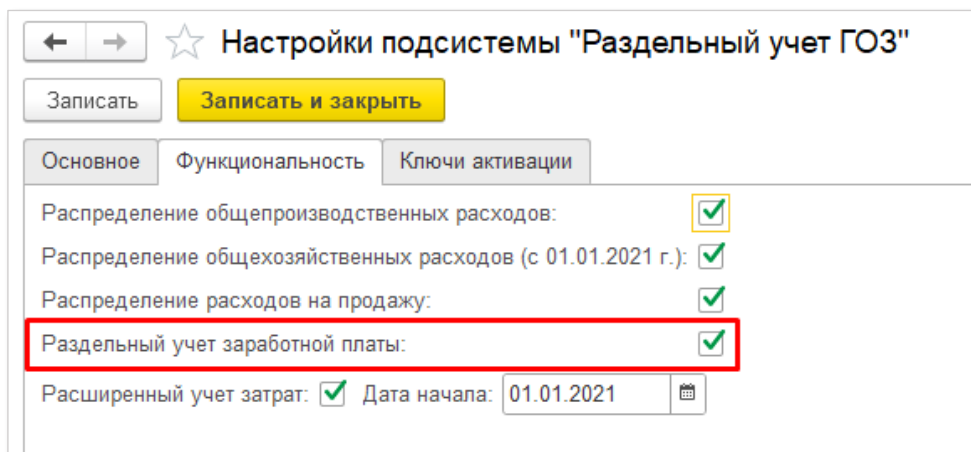 Настройки подсистемы "Раздельный учет ГОЗ"
Записать Записать и закрыть
Основное Функциональность Ключи активации
Распределение общепроизводственных расходов:
Распределение общехозяйственных расходов (с 01.01.2021 г.):
Распределение расходов на продажу:
Раздельный учет заработной платы:
Расширенный учет затрат: Дата начала: 01.01.2021